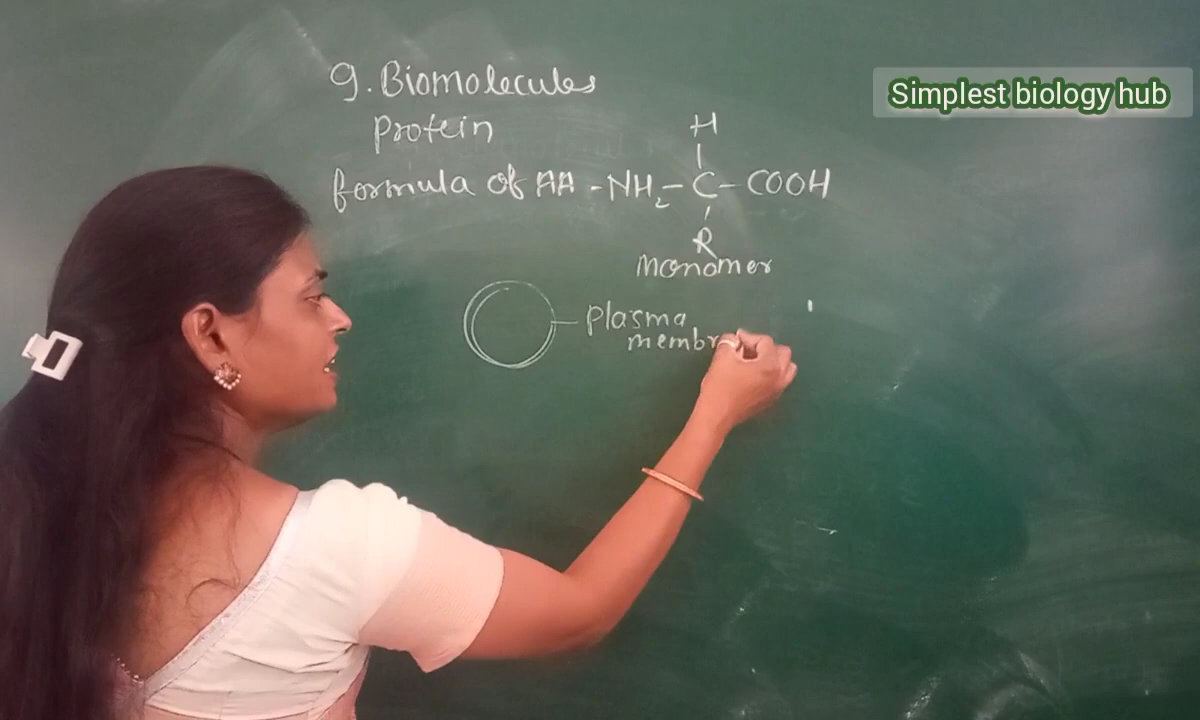 9. Biomolecules
Simplest biology hub
Protein
H
formula of AA - NH₂ - C - COOH
R
Monomer
Plasma
membr